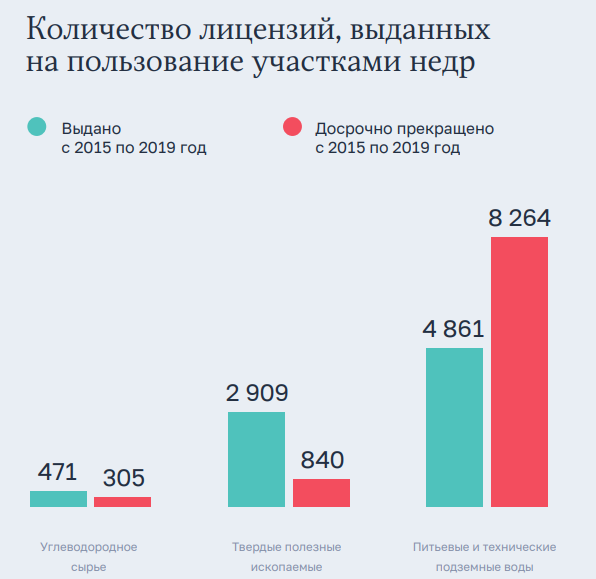 Количество лицензий, выданных
на пользование участками недр
Выдано
с 2015 по 2019 год
Досрочно прекращено
с 2015 по 2019 год
471
305
2 909
840
4 861
8 264
Углеводородное
сырье
Твердые полезные
ископаемые
Питьевые и технические
подземные воды